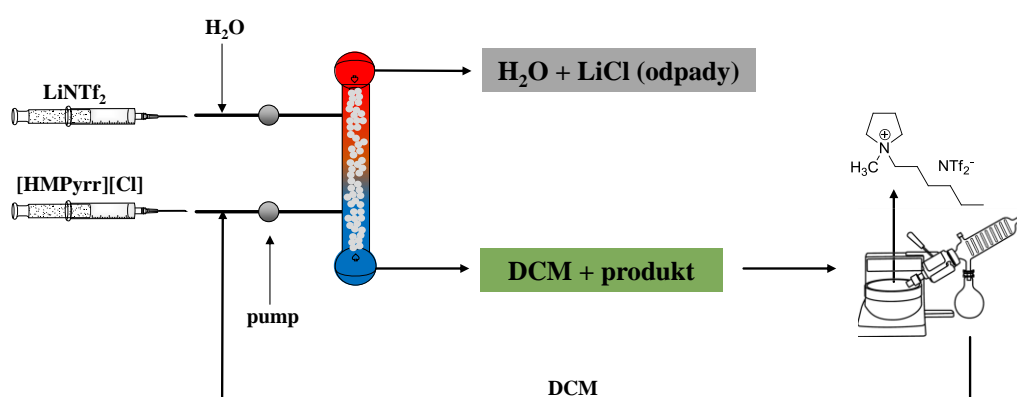 H₂O
LiNTf₂
H₂O + LiCl (odpady)
[HMPyrr][Cl]
N⊕
H₃C
NTf₂⁻
DCM + produkt
pump
DCM